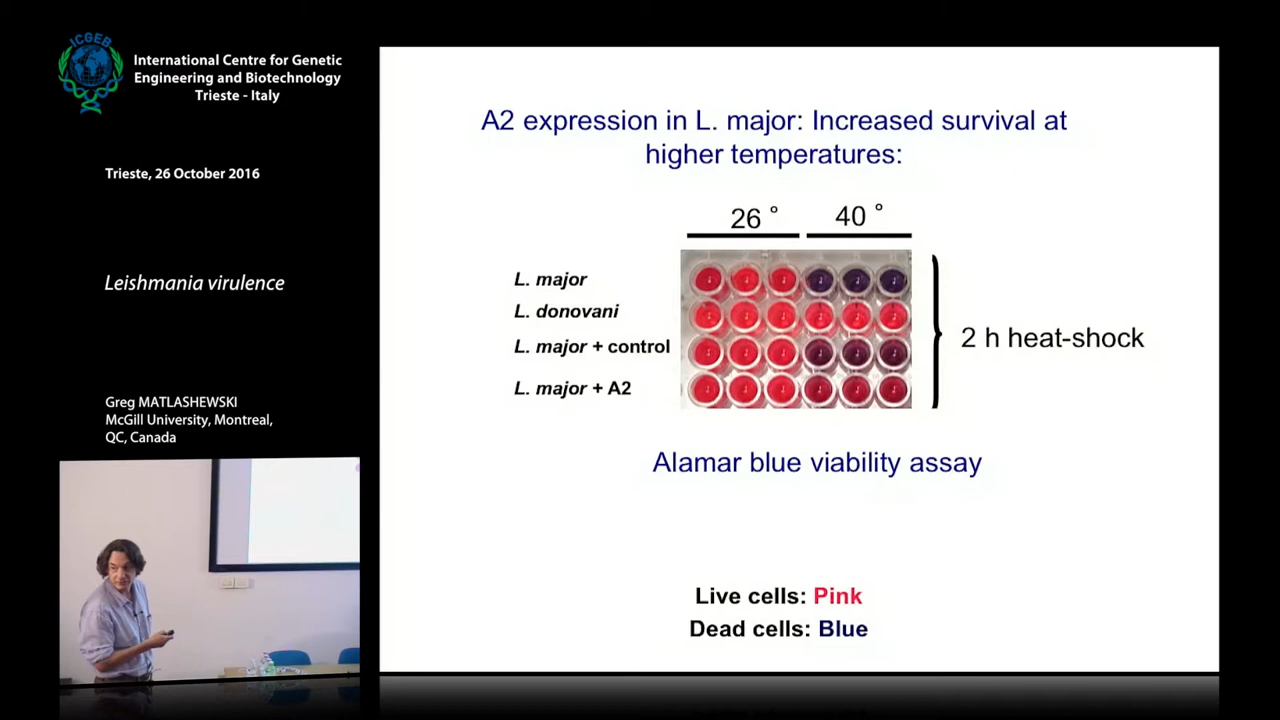 ICGEB
International Centre for Genetic
Engineering and Biotechnology
Trieste - Italy
Trieste, 26 October 2016
Leishmania virulence
Greg MATLASHEWSKI
McGill University, Montreal,
QC, Canada
A2 expression in L. major: Increased survival at
higher temperatures:
26 ° 40 °
L. major
L. donovani
L. major + control
L. major + A2
2 h heat-shock
Alamar blue viability assay
Live cells: Pink
Dead cells: Blue